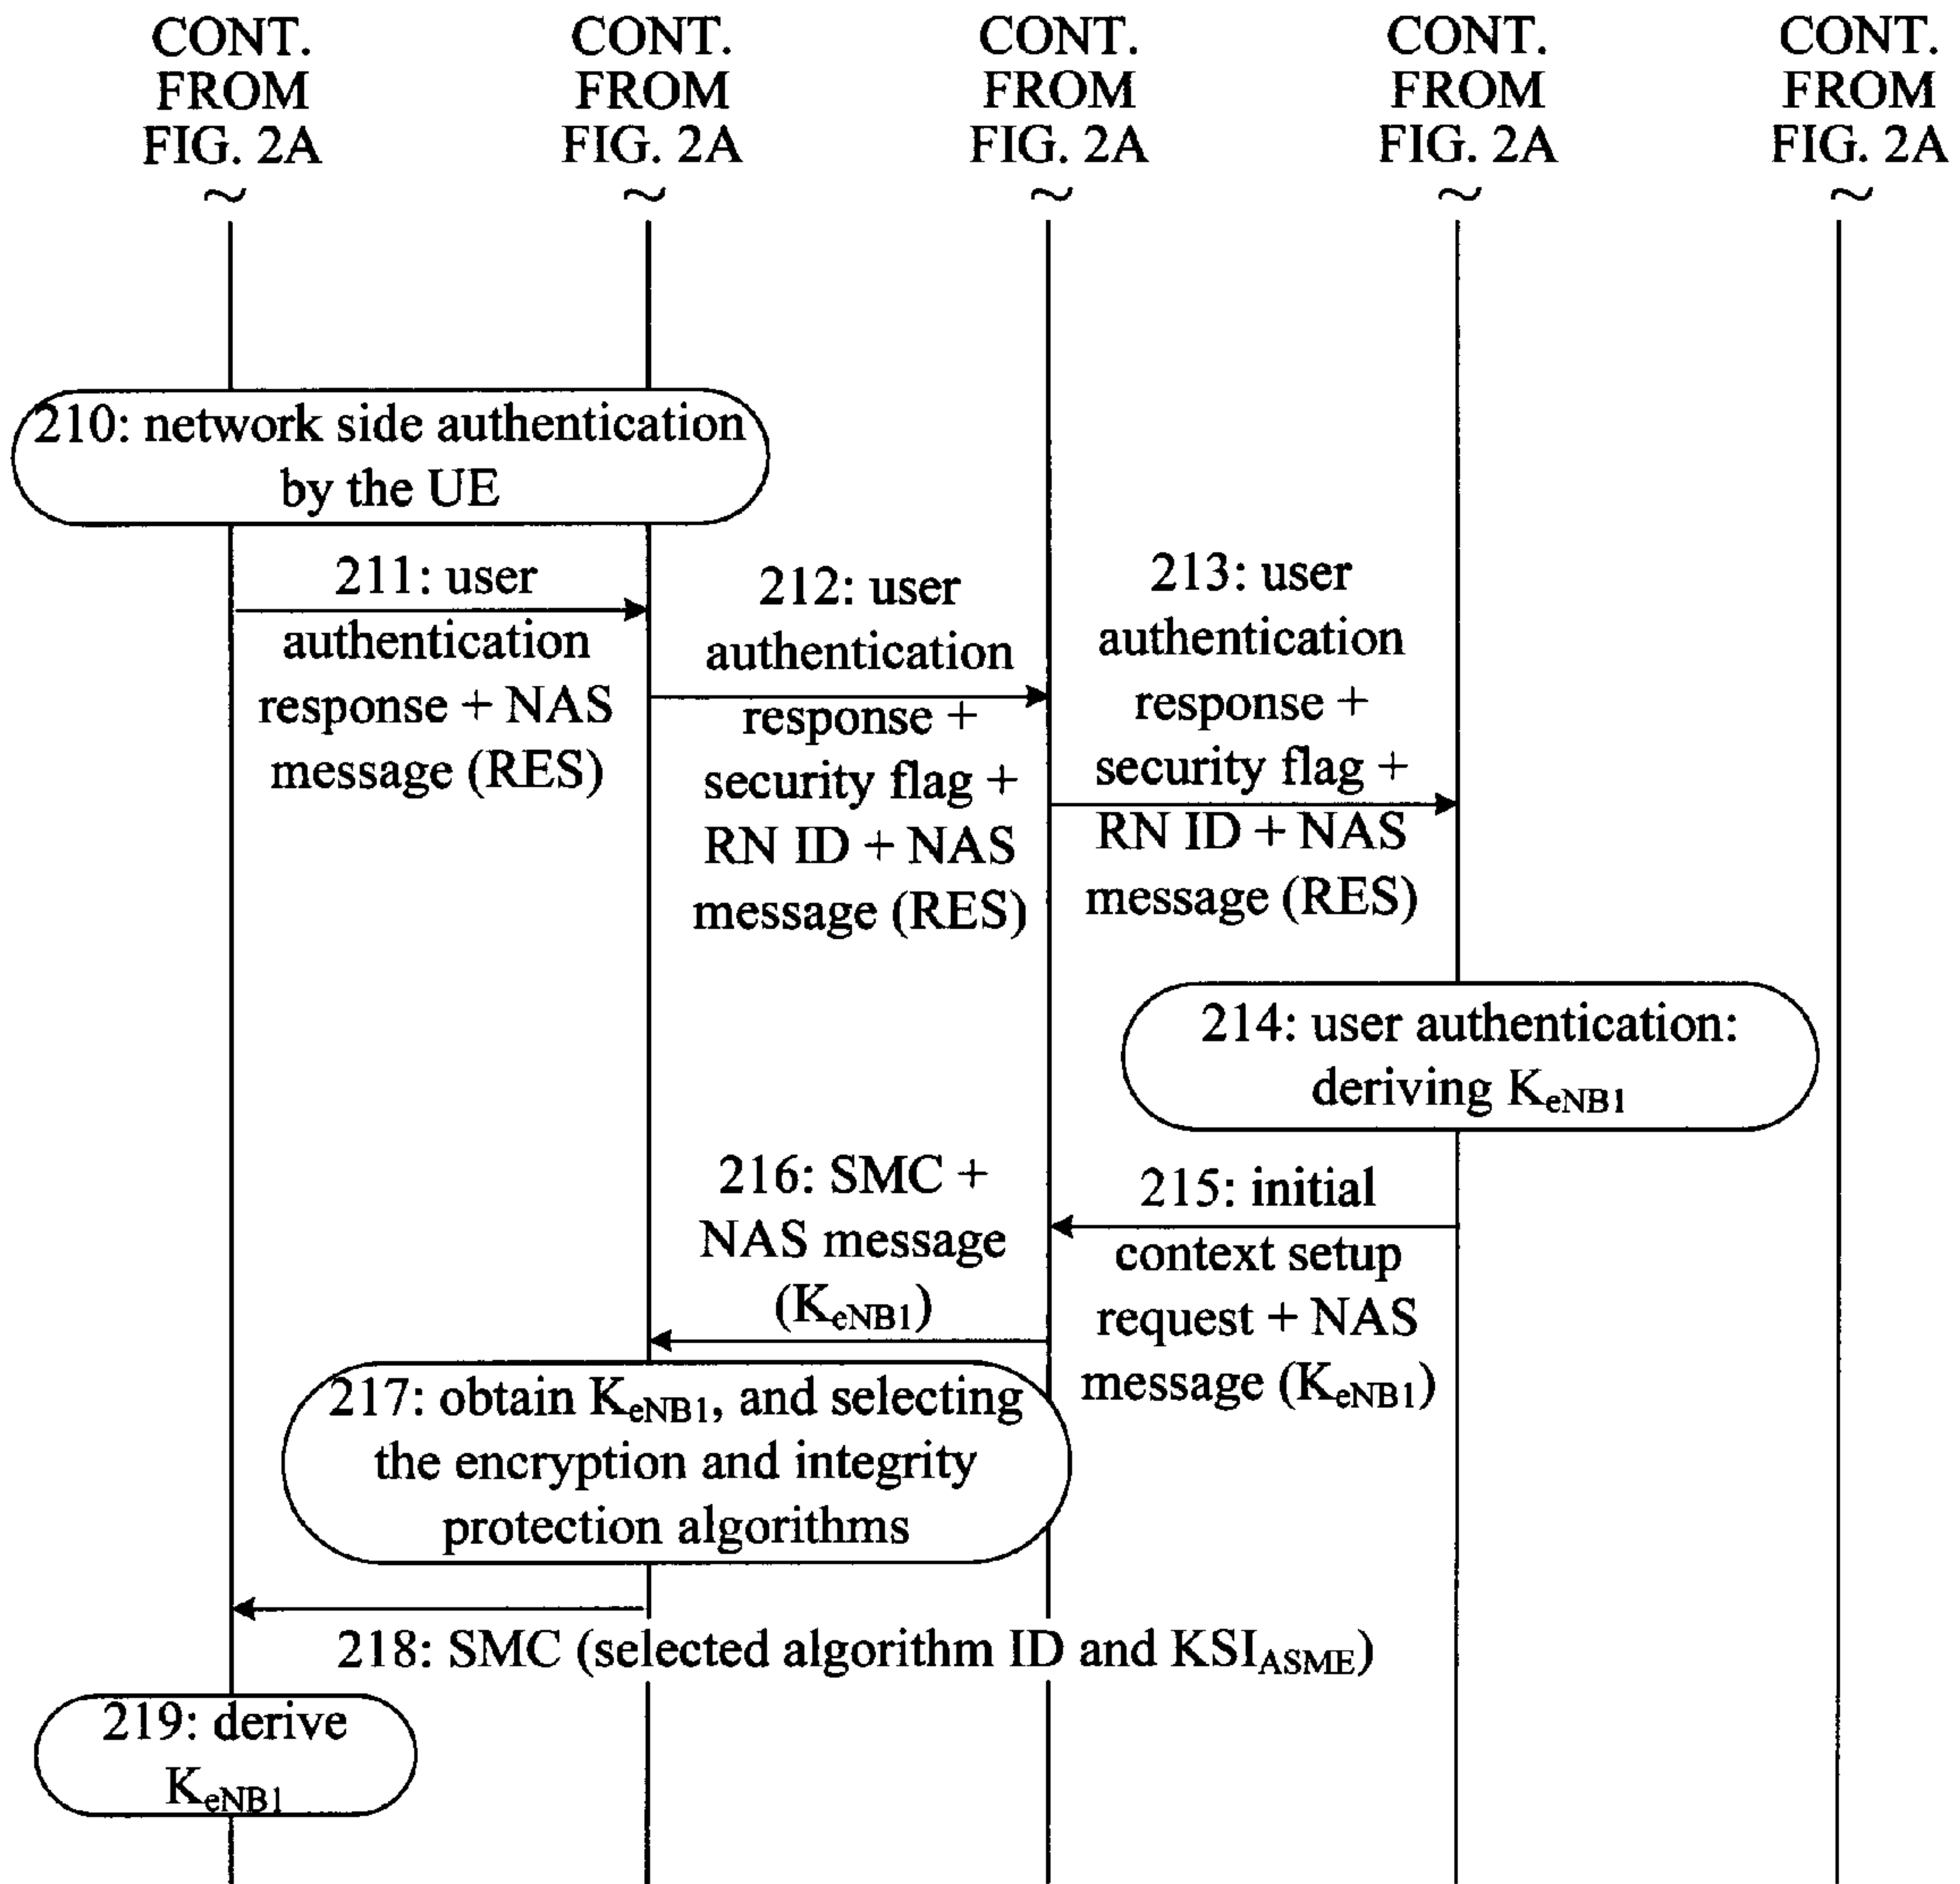 CONT.
FROM
FIG. 2A
~
CONT.
FROM
FIG. 2A
~
CONT.
FROM
FIG. 2A
~
CONT.
FROM
FIG. 2A
~
CONT.
FROM
FIG. 2A
~
210: network side authentication
by the UE
211: user
authentication
response + NAS
message (RES)
212: user
authentication
response +
security flag +
RN ID + NAS
message (RES)
213: user
authentication
response +
security flag +
RN ID + NAS
message (RES)
214: user authentication:
deriving KeNB1
215: initial
context setup
request + NAS
message (KeNB1)
216: SMC +
NAS message
(KeNB1)
217: obtain KeNB1, and selecting
the encryption and integrity
protection algorithms
218: SMC (selected algorithm ID and KSIASME)
219: derive
KeNB1